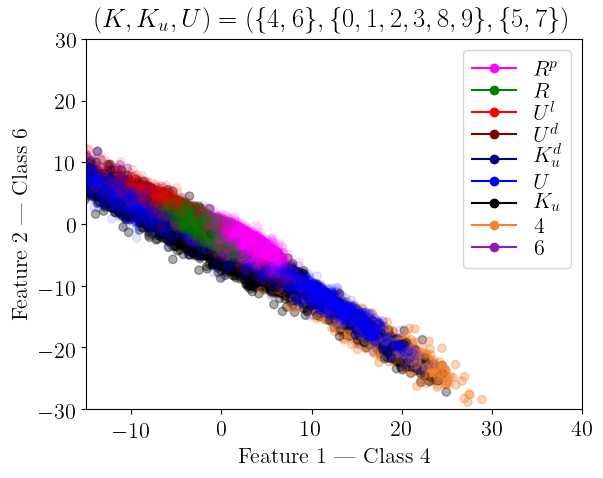 (K, K_u, U) = ({4, 6}, {0, 1, 2, 3, 8, 9}, {5, 7})
30
20
10
0
−10
−20
−30
−10
0
10
20
30
40
Feature 2 — Class 6
Feature 1 — Class 4
R^p
R
U^l
U^d
K_u^d
U
K_u
4
6